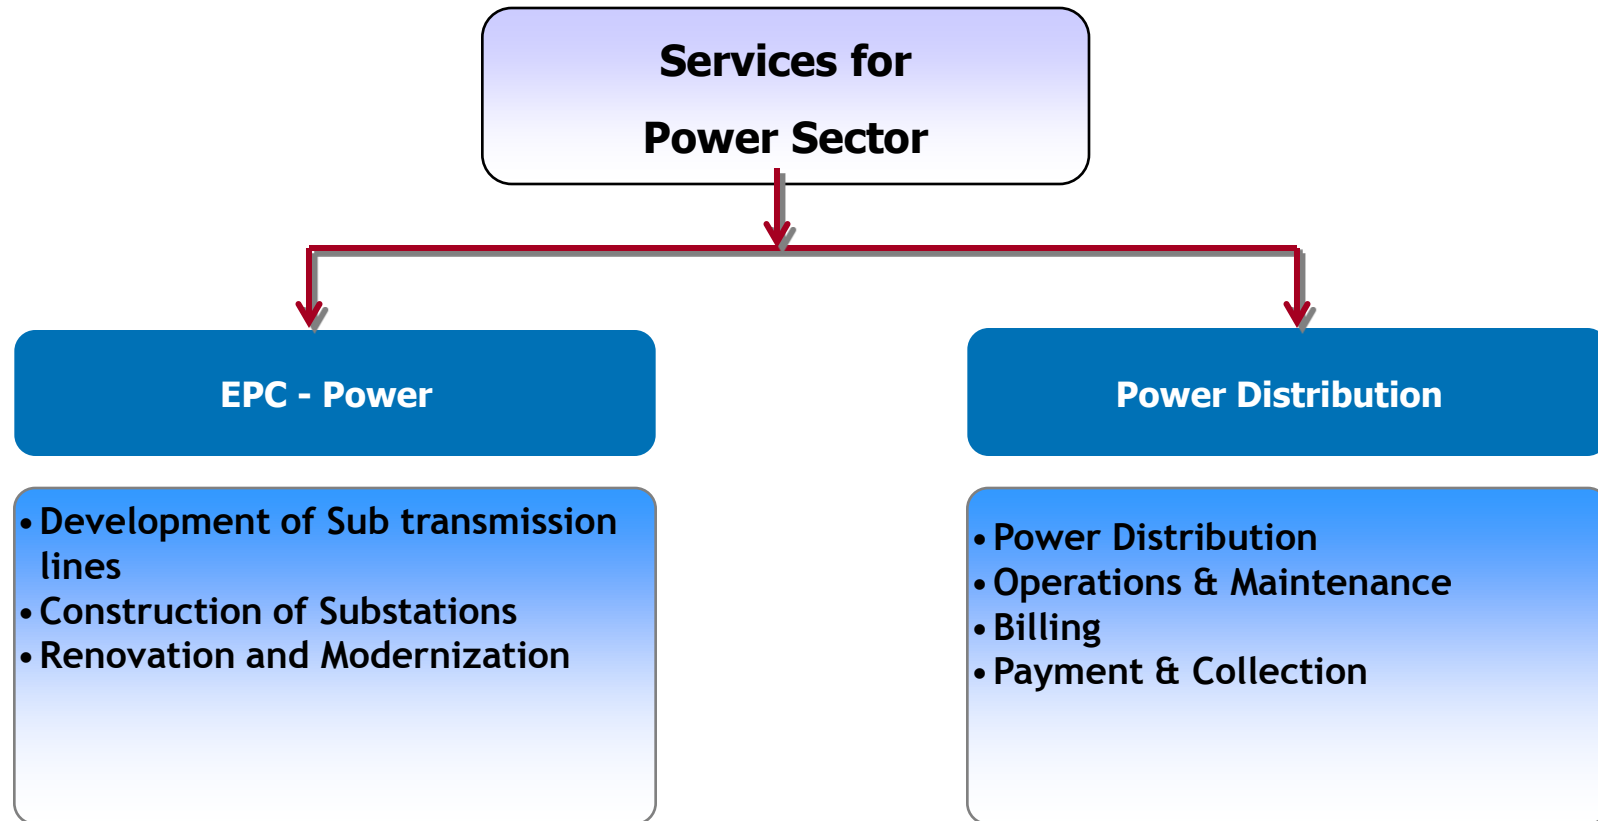 Services for
Power Sector
EPC - Power
Power Distribution
• Development of Sub transmission
lines
• Construction of Substations
• Renovation and Modernization
• Power Distribution
• Operations & Maintenance
• Billing
• Payment & Collection